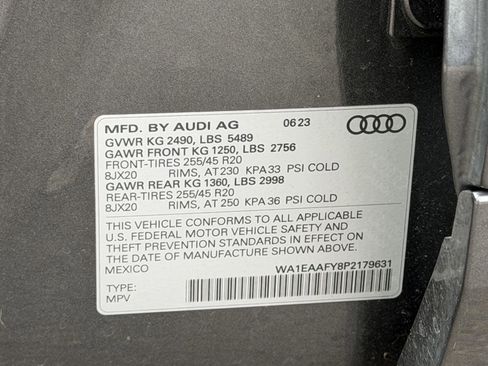 MFD. BY AUDI AG 06 23
GVWR KG 2490, LBS 5489
GAWR FRONT KG 1250, LBS 2756
FRONT-TIRES 255/45 R20
8JX20 RIMS, AT 230 KPA 33 PSI COLD
GAWR REAR KG 1360, LBS 2998
REAR-TIRES 255/45 R20
8JX20 RIMS, AT 250 KPA 36 PSI COLD
THIS VEHICLE CONFORMS TO ALL APPLICABLE
U.S. FEDERAL MOTOR VEHICLE SAFETY AND
THEFT PREVENTION STANDARDS IN EFFECT ON
THE DATE OF MANUFACTURE SHOWN ABOVE.
MEXICO
WA1EAAFY8P2179631
TYPE:
MPV